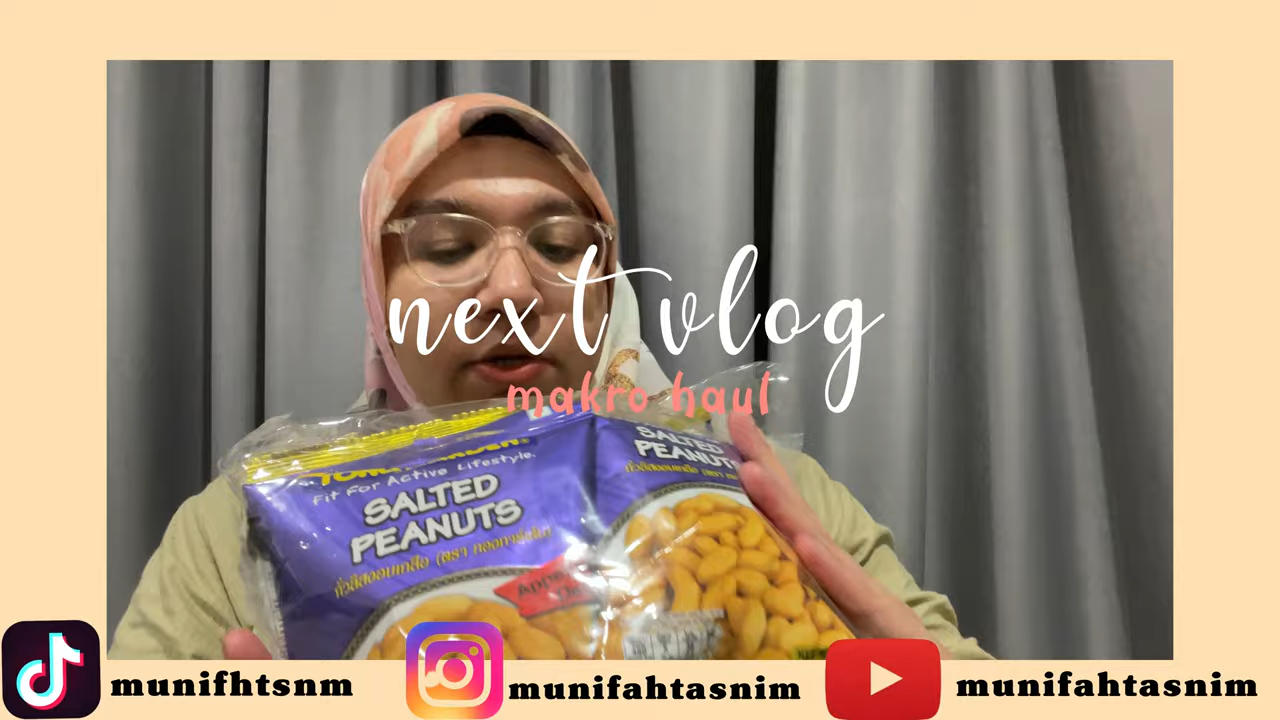 next vlog
makro haul
Fit For Active Lifestyle.
SALTED
PEANUTS
SALTED
PEANUTS
munifhtsnm
munifahtasnim
munifahtasnim